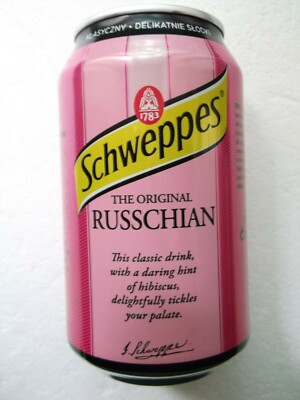 KLASYCZNY • DELIKATNIE SŁODKI
1783
Schweppes
THE ORIGINAL
RUSSCHIAN
This classic drink,
with a daring hint
of hibiscus,
delightfully tickles
your palate.
J. Schweppe